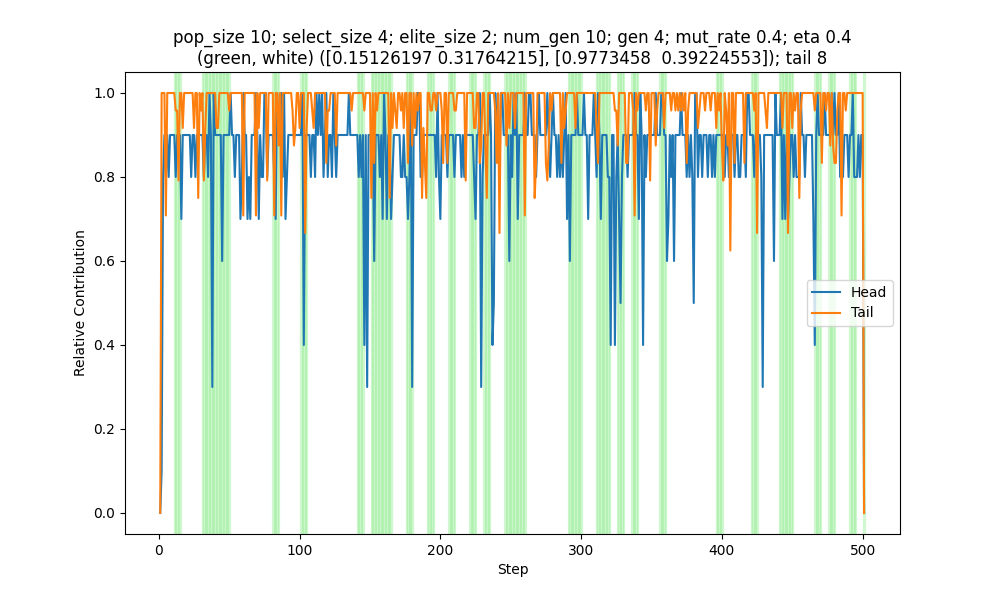 pop_size 10; select_size 4; elite_size 2; num_gen 10; gen 4; mut_rate 0.4; eta 0.4
(green, white) ([0.15126197 0.31764215], [0.9773458  0.39224553]); tail 8
1.0
0.8
0.6
0.4
0.2
0.0
Relative Contribution
Head
Tail
0
100
200
300
400
500
Step